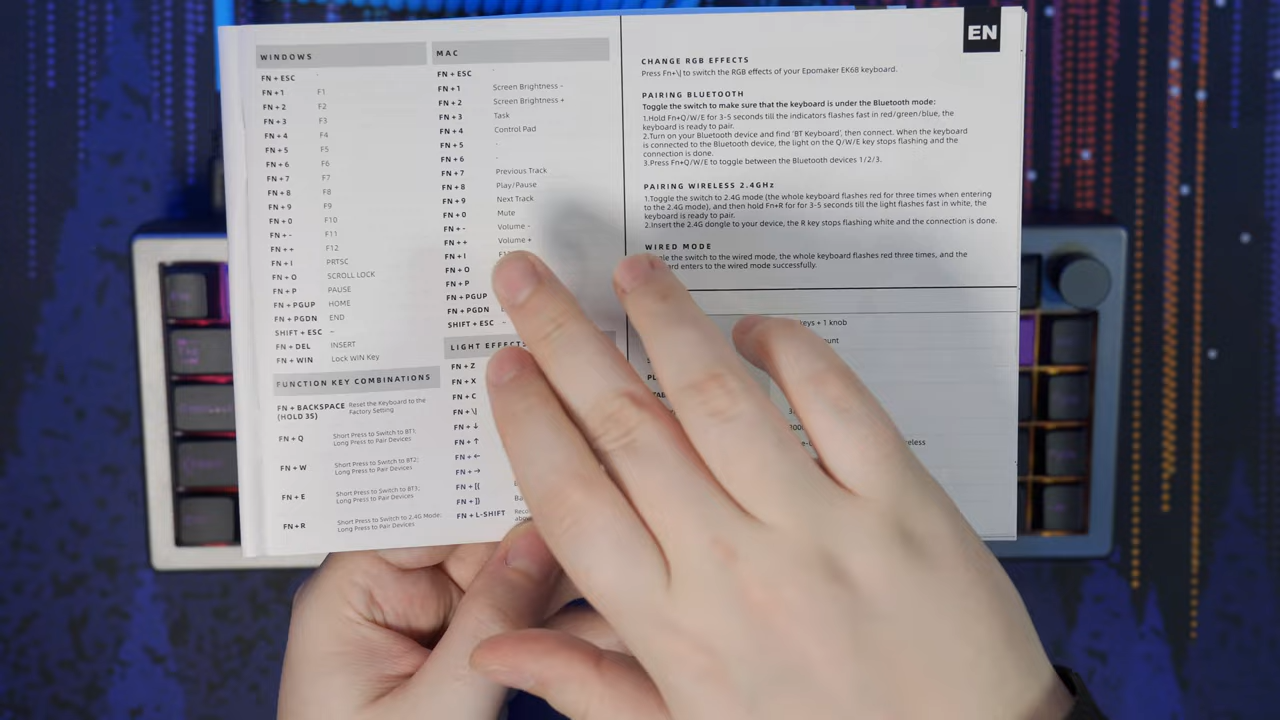 WINDOWS
FN + ESC `
FN + 1 F1
FN + 2 F2
FN + 3 F3
FN + 4 F4
FN + 5 F5
FN + 6 F6
FN + 7 F7
FN + 8 F8
FN + 9 F9
FN + 0 F10
FN + - F11
FN + + F12
FN + I PRTSC
FN + O SCROLL LOCK
FN + P PAUSE
FN + PGUP HOME
FN + PGDN END
SHIFT + ESC ~
FN + DEL INSERT
FN + WIN Lock WIN Key
FUNCTION KEY COMBINATIONS
FN + BACKSPACE Reset the Keyboard to the
(HOLD 3S) Factory Setting
FN + Q Short Press to Switch to BT1;
Long Press to Pair Devices
FN + W Short Press to Switch to BT2;
Long Press to Pair Devices
FN + E Short Press to Switch to BT3;
Long Press to Pair Devices
FN + R Short Press to Switch to 2.4G Mode;
Long Press to Pair Devices
MAC
FN + ESC `
FN + 1 Screen Brightness -
FN + 2 Screen Brightness +
FN + 3 Task
FN + 4 Control Pad
FN + 5 -
FN + 6 -
FN + 7 Previous Track
FN + 8 Play/Pause
FN + 9 Next Track
FN + 0 Mute
FN + - Volume -
FN + + Volume +
FN + I
FN + O
FN + P
FN + PGUP
FN + PGDN
SHIFT + ESC ~
LIGHT EFFECTS
FN + Z
FN + X
FN + C
FN + \|
FN + ↓
FN + ↑
FN + ←
FN + →
FN + [{
FN + ]}
FN + L-SHIFT
EN
CHANGE RGB EFFECTS
Press Fn+\| to switch the RGB effects of your Epomaker EK68 keyboard.
PAIRING BLUETOOTH
Toggle the switch to make sure that the keyboard is under the Bluetooth mode:
1.Hold Fn+Q/W/E for 3-5 seconds till the indicators flashes fast in red/green/blue, the
keyboard is ready to pair.
2.Turn on your Bluetooth device and find 'BT Keyboard', then connect. When the keyboard
is connected to the Bluetooth device, the light on the Q/W/E key stops flashing and the
connection is done.
3.Press Fn+Q/W/E to toggle between the Bluetooth devices 1/2/3.
PAIRING WIRELESS 2.4GHz
1.Toggle the switch to 2.4G mode (the whole keyboard flashes red for three times when entering
to the 2.4G mode), and then hold Fn+R for for 3-5 seconds till the light flashes fast in white, the
keyboard is ready to pair.
2.Insert the 2.4G dongle to your device, the R key stops flashing white and the connection is done.
WIRED MODE
the switch to the wired mode, the whole keyboard flashes red three times, and the
enters to the wired mode successfully.
keys + 1 knob